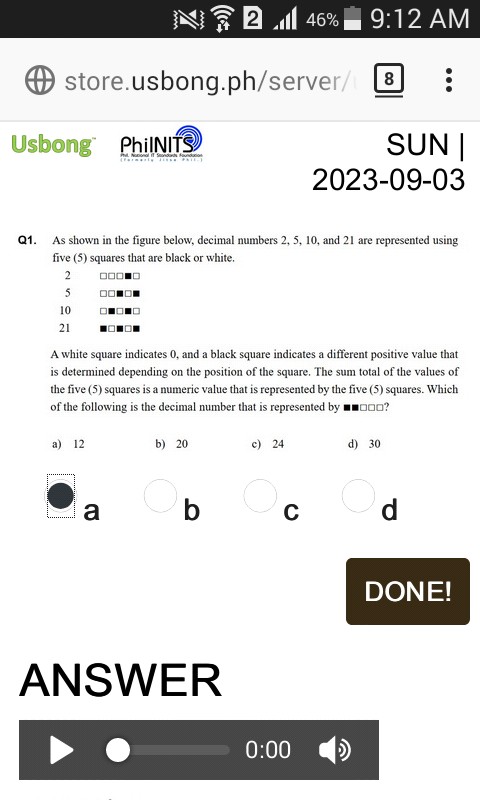 2 46% 9:12 AM
store.usbong.ph/server/ 8
Usbong™ PhilNITS
Phil. National IT Standards Foundation
(formerly Jitse Phil.)
SUN |
2023-09-03
Q1. As shown in the figure below, decimal numbers 2, 5, 10, and 21 are represented using
five (5) squares that are black or white.
2 □□□■□
5 □□■□■
10 □■□■□
21 ■□■□■
A white square indicates 0, and a black square indicates a different positive value that
is determined depending on the position of the square. The sum total of the values of
the five (5) squares is a numeric value that is represented by the five (5) squares. Which
of the following is the decimal number that is represented by ■■□□□?
a) 12 b) 20 c) 24 d) 30
a b c d
DONE!
ANSWER
0:00